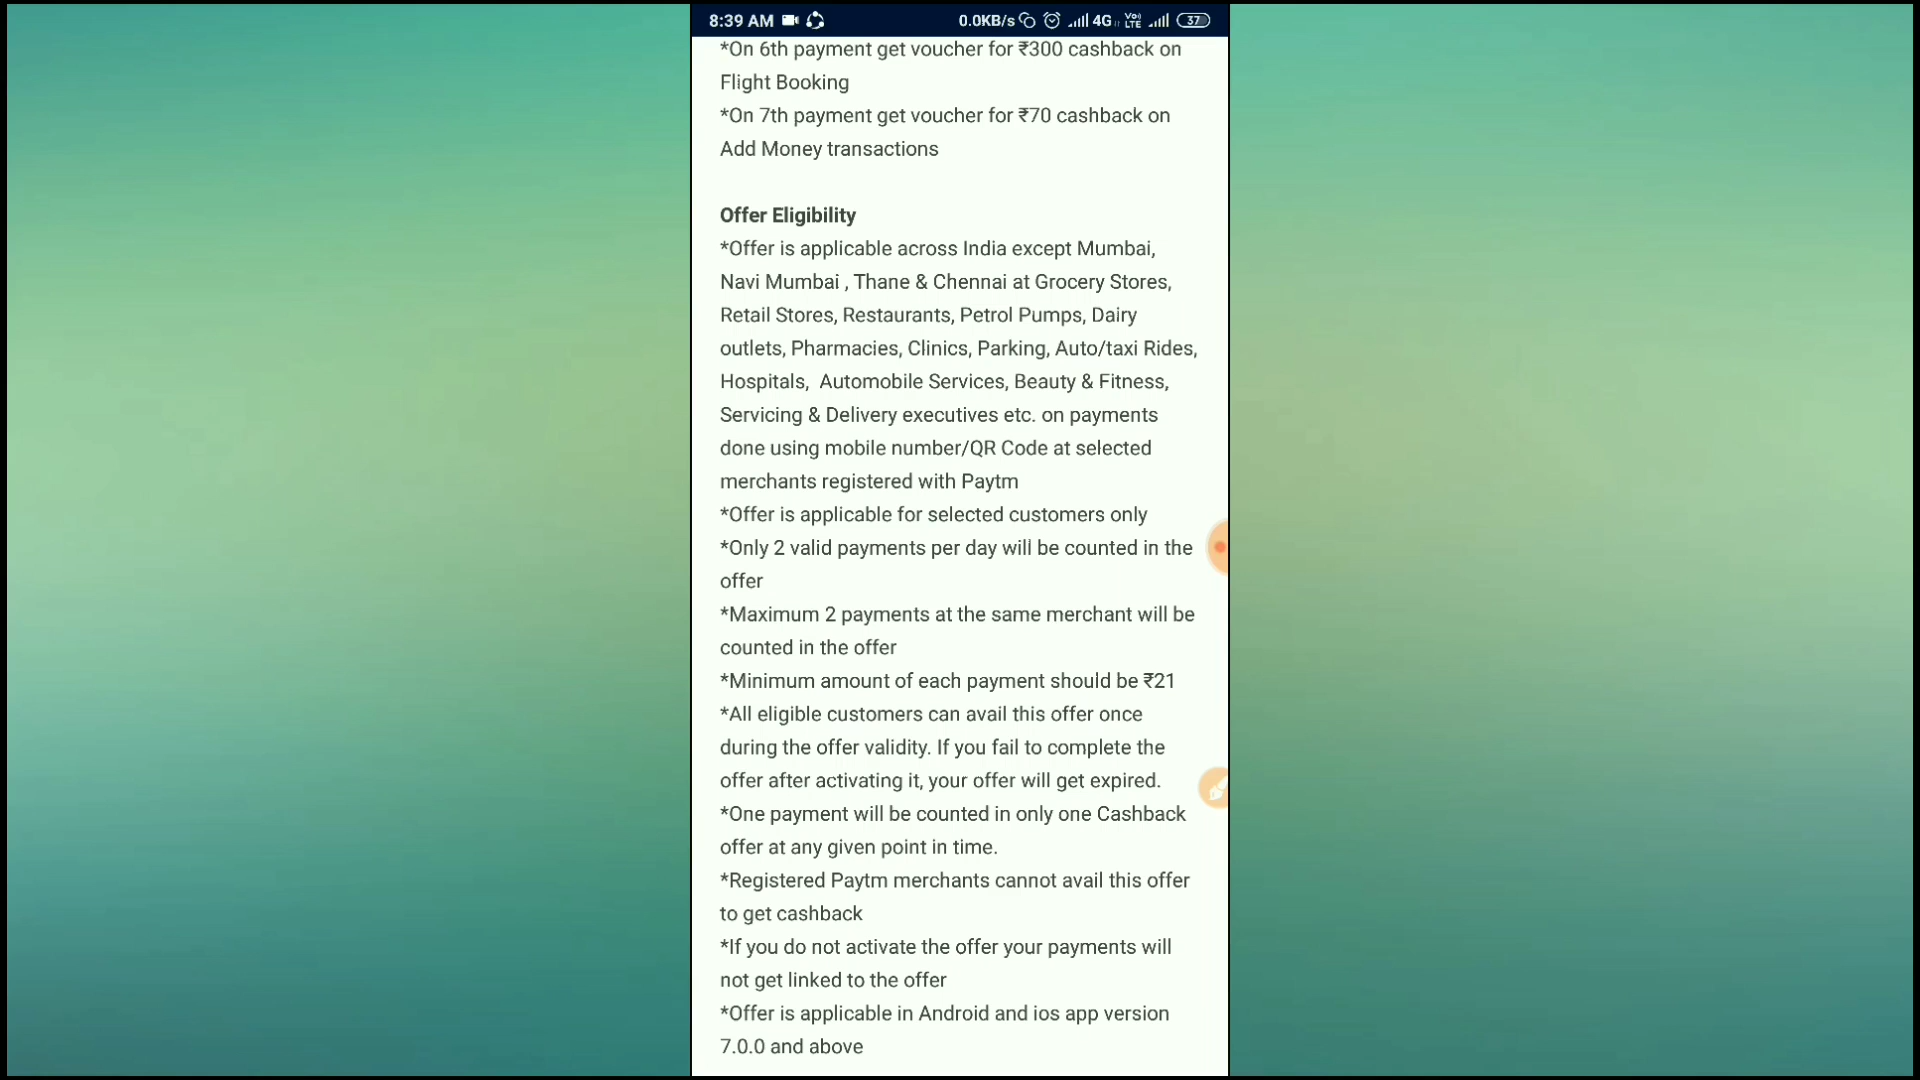 8:39 AM 0.0KB/s 4G Vo) LTE 37
*On 6th payment get voucher for ₹300 cashback on
Flight Booking
*On 7th payment get voucher for ₹70 cashback on
Add Money transactions
Offer Eligibility
*Offer is applicable across India except Mumbai,
Navi Mumbai , Thane & Chennai at Grocery Stores,
Retail Stores, Restaurants, Petrol Pumps, Dairy
outlets, Pharmacies, Clinics, Parking, Auto/taxi Rides,
Hospitals,  Automobile Services, Beauty & Fitness,
Servicing & Delivery executives etc. on payments
done using mobile number/QR Code at selected
merchants registered with Paytm
*Offer is applicable for selected customers only
*Only 2 valid payments per day will be counted in the
offer
*Maximum 2 payments at the same merchant will be
counted in the offer
*Minimum amount of each payment should be ₹21
*All eligible customers can avail this offer once
during the offer validity. If you fail to complete the
offer after activating it, your offer will get expired.
*One payment will be counted in only one Cashback
offer at any given point in time.
*Registered Paytm merchants cannot avail this offer
to get cashback
*If you do not activate the offer your payments will
not get linked to the offer
*Offer is applicable in Android and ios app version
7.0.0 and above